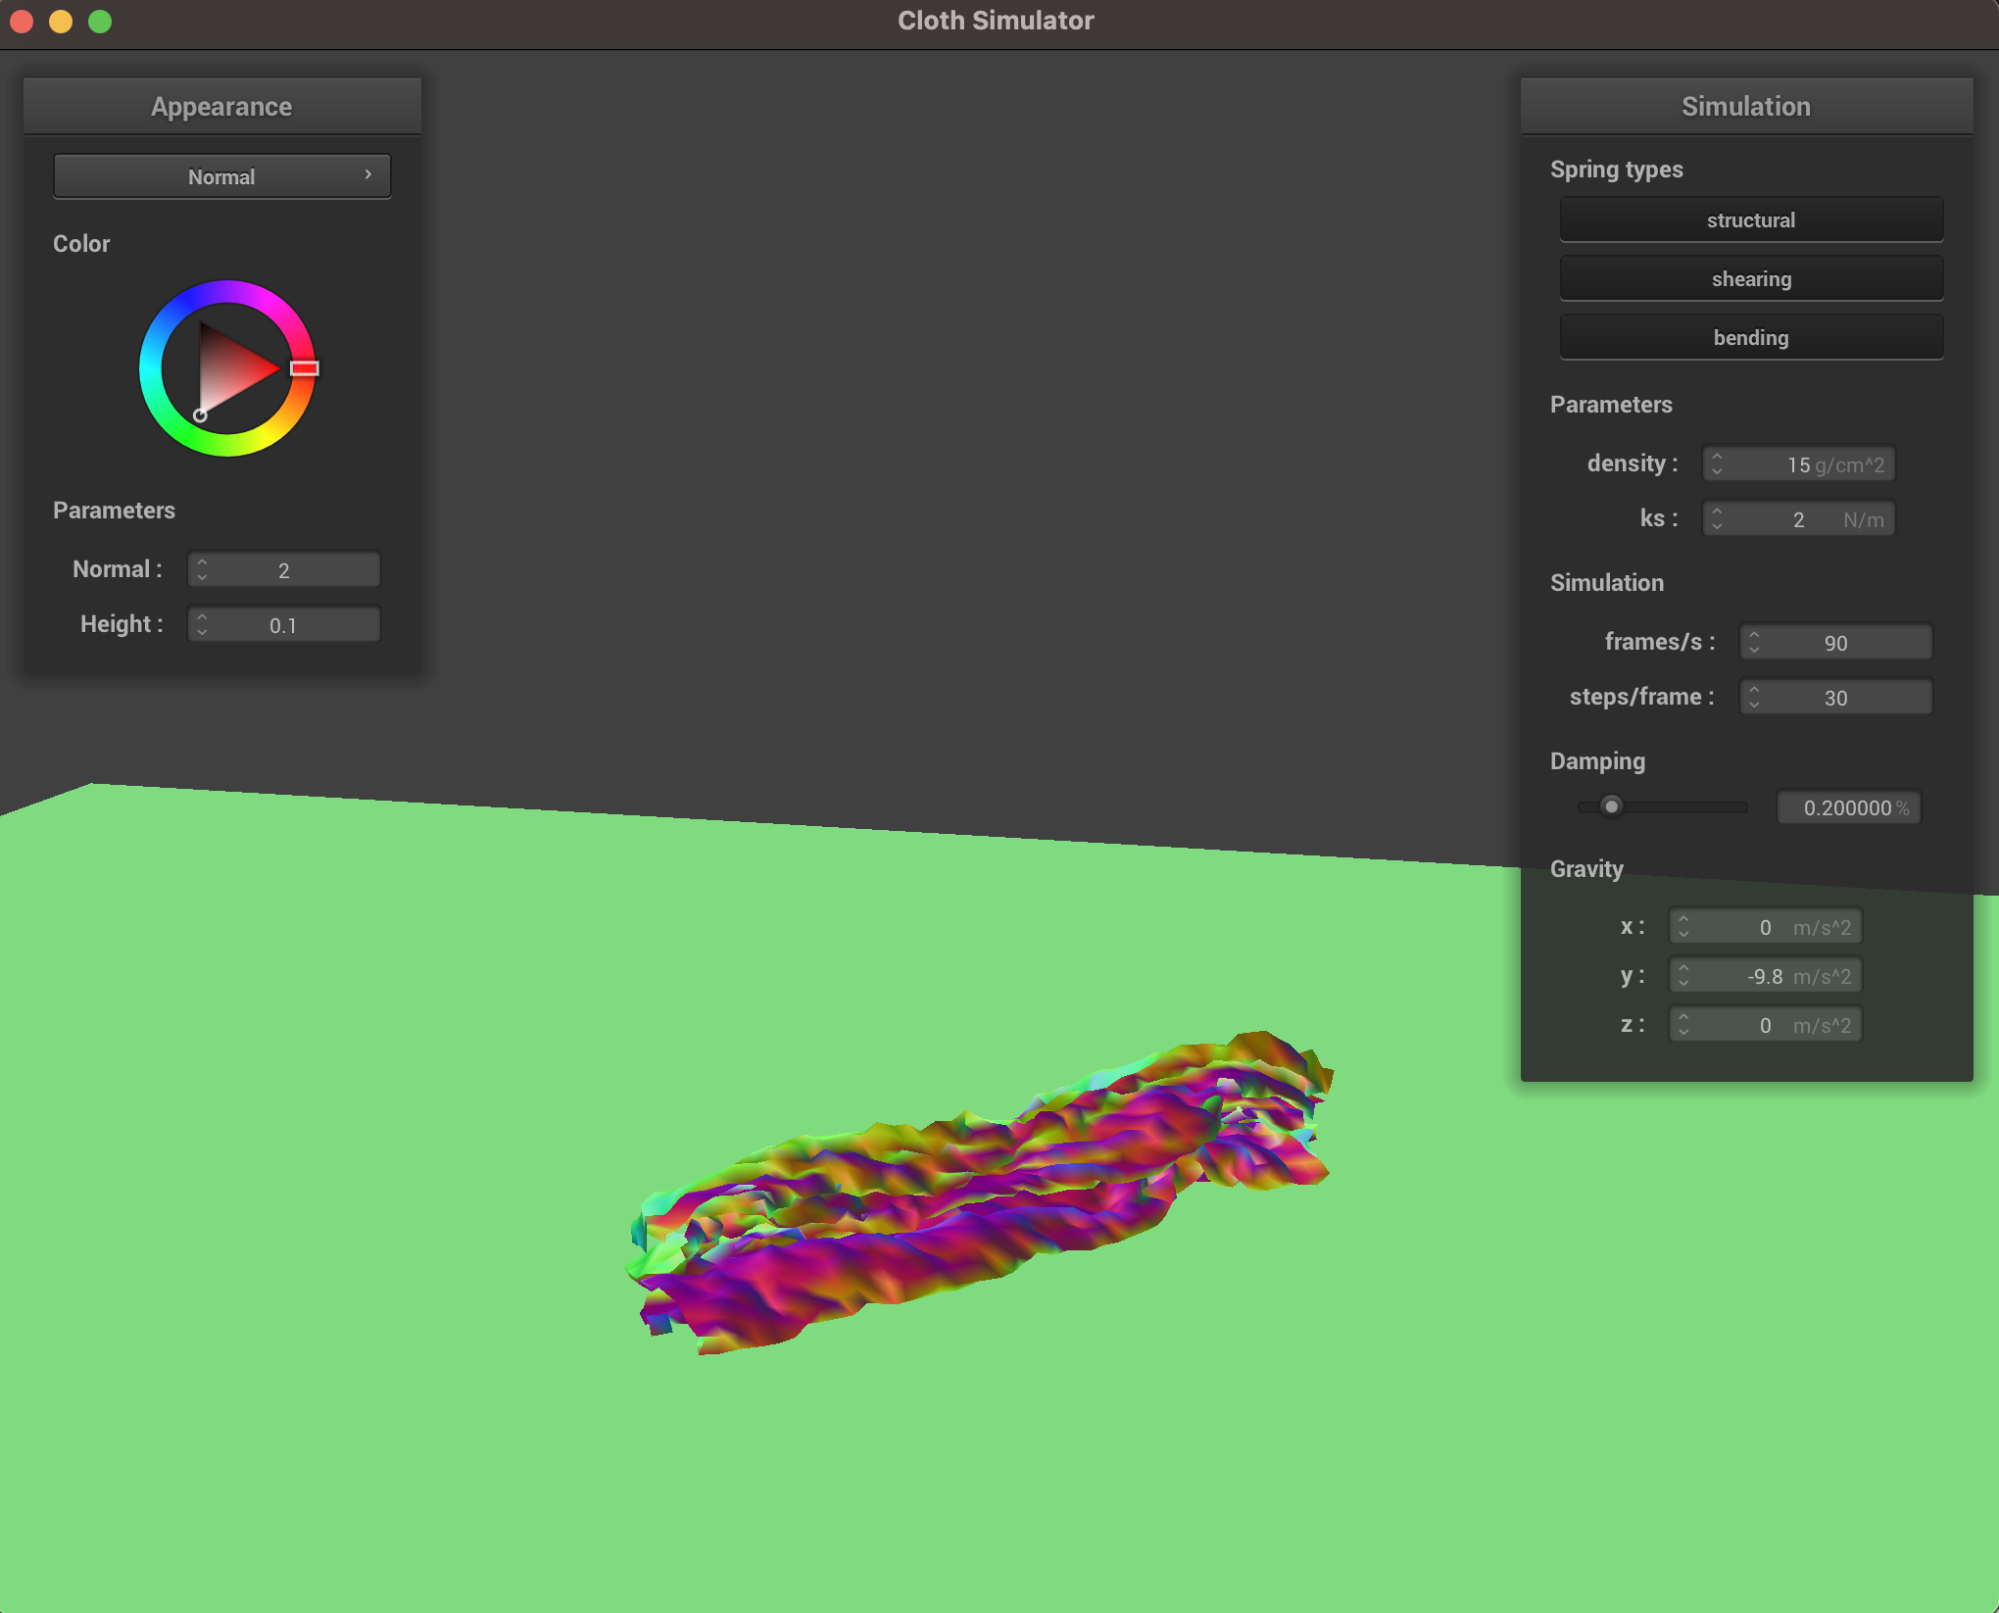 Cloth Simulator
Appearance
Normal
Color
Parameters
Normal : 2
Height : 0.1
Simulation
Spring types
structural
shearing
bending
Parameters
density : 15 g/cm^2
ks : 2 N/m
Simulation
frames/s : 90
steps/frame : 30
Damping
0.200000 %
Gravity
x : 0 m/s^2
y : -9.8 m/s^2
z : 0 m/s^2